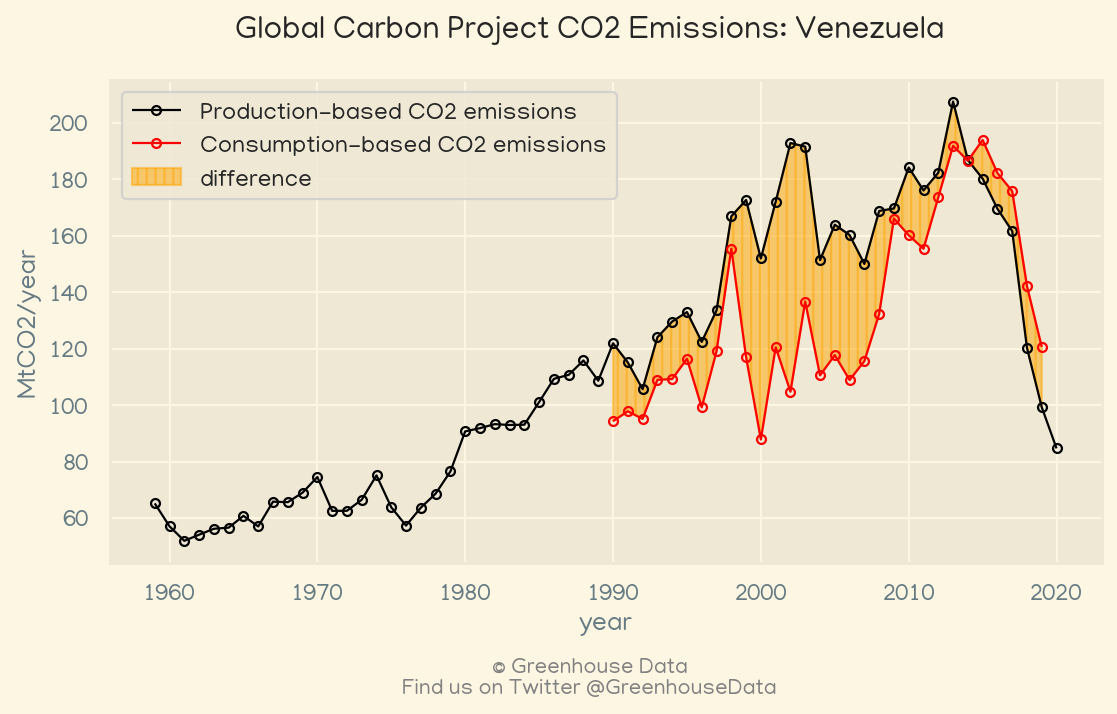 Global Carbon Project CO2 Emissions: Venezuela
Production-based CO2 emissions
Consumption-based CO2 emissions
difference
MtCO2/year
200
180
160
140
120
100
80
60
1960 1970 1980 1990 2000 2010 2020
year
© Greenhouse Data
Find us on Twitter @GreenhouseData